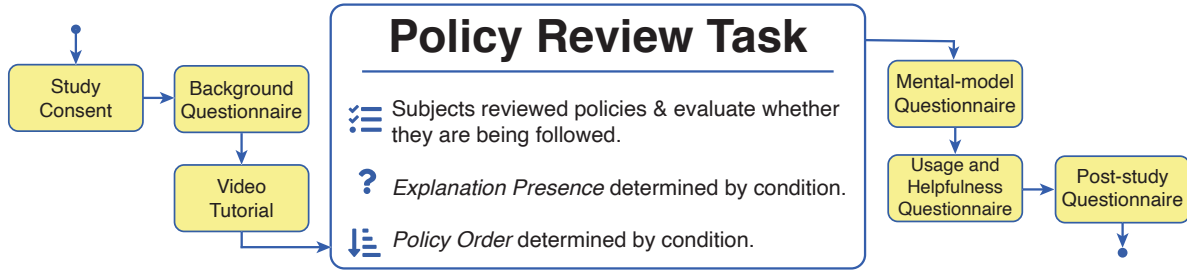 Study
Consent
Background
Questionnaire
Video
Tutorial
Policy Review Task
Subjects reviewed policies & evaluate whether
they are being followed.
?
Explanation Presence determined by condition.
Policy Order determined by condition.
Mental-model
Questionnaire
Usage and
Helpfulness
Questionnaire
Post-study
Questionnaire